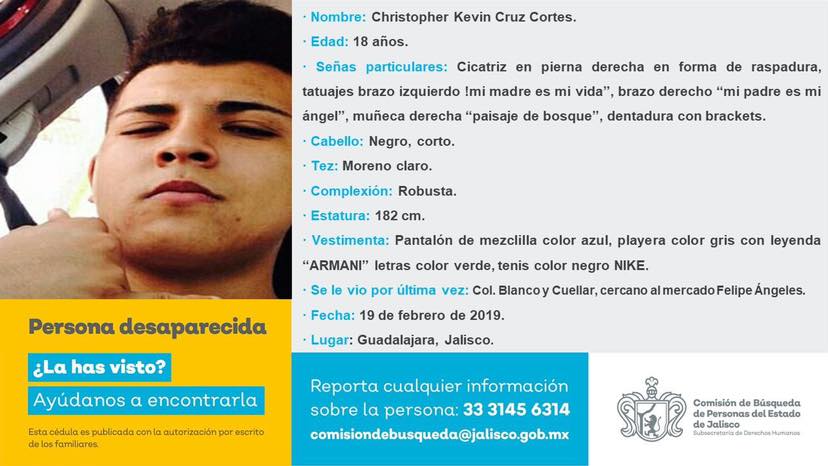 · Nombre: Christopher Kevin Cruz Cortes.
· Edad: 18 años.
· Señas particulares: Cicatriz en pierna derecha en forma de raspadura,
tatuajes brazo izquierdo !mi madre es mi vida”, brazo derecho “mi padre es mi
ángel”, muñeca derecha “paisaje de bosque”, dentadura con brackets.
· Cabello: Negro, corto.
· Tez: Moreno claro.
· Complexión: Robusta.
· Estatura: 182 cm.
· Vestimenta: Pantalón de mezclilla color azul, playera color gris con leyenda
“ARMANI” letras color verde, tenis color negro NIKE.
· Se le vio por última vez: Col. Blanco y Cuellar, cercano al mercado Felipe Ángeles.
· Fecha: 19 de febrero de 2019.
· Lugar: Guadalajara, Jalisco.
Persona desaparecida
¿La has visto?
Ayúdanos a encontrarla
Esta cédula es publicada con la autorización por escrito
de los familiares.
Reporta cualquier información
sobre la persona: 33 3145 6314
comisiondebusqueda@jalisco.gob.mx
Comisión de Búsqueda
de Personas del Estado
de Jalisco
Subsecretaría de Derechos Humanos